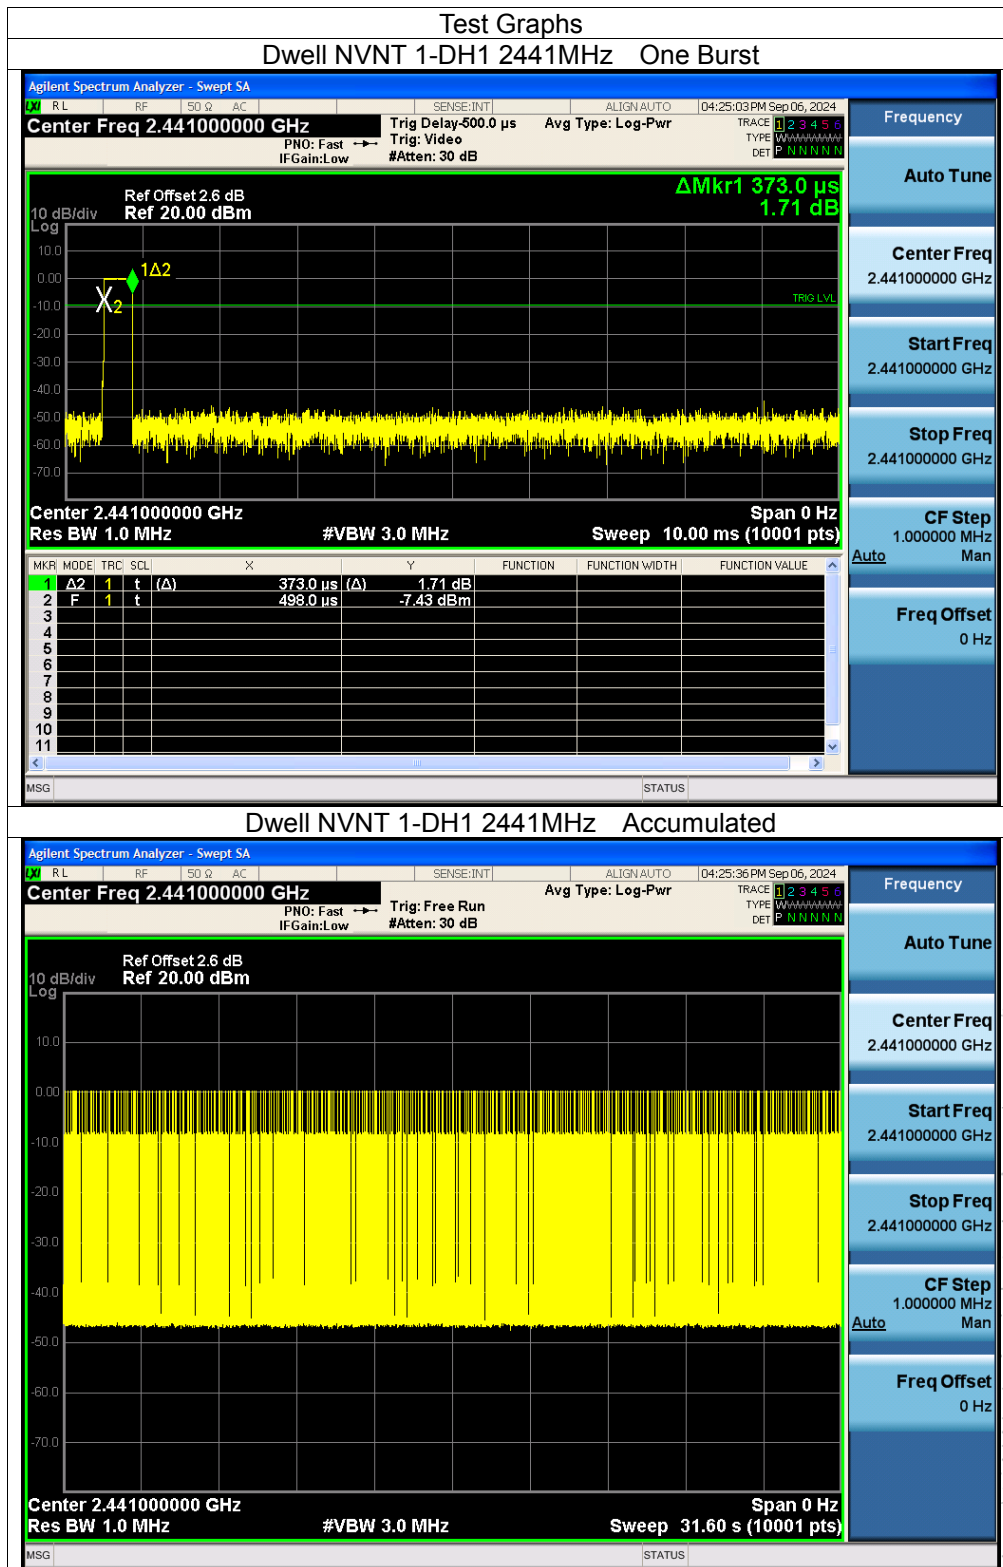 Test Graphs
Dwell NVNT 1-DH1 2441MHz One Burst
Agilent Spectrum Analyzer - Swept SA
LXI RL RF 50 Ω AC SENSE:INT ALIGN AUTO 04:25:03 PM Sep 06, 2024
Center Freq 2.441000000 GHz Trig Delay-500.0 µs Avg Type: Log-Pwr TRACE 1 2 3 4 5 6
PNO: Fast Trig: Video TYPE WWWWWW
IFGain:Low #Atten: 30 dB DET P N N N N N
Frequency
Auto Tune
Center Freq
2.441000000 GHz
Start Freq
2.441000000 GHz
Stop Freq
2.441000000 GHz
CF Step
1.000000 MHz
Auto Man
Freq Offset
0 Hz
ΔMkr1 373.0 µs
1.71 dB
Ref Offset 2.6 dB
10 dB/div Ref 20.00 dBm
Log
10.0
0.00
-10.0
-20.0
-30.0
-40.0
-50.0
-60.0
-70.0
1Δ2
X2
TRIG LVL
Center 2.441000000 GHz Span 0 Hz
Res BW 1.0 MHz #VBW 3.0 MHz Sweep 10.00 ms (10001 pts)
MKR MODE TRC SCL X Y FUNCTION FUNCTION WIDTH FUNCTION VALUE
1 Δ2 1 t (Δ) 373.0 µs (Δ) 1.71 dB
2 F 1 t 498.0 µs -7.43 dBm
3
4
5
6
7
8
9
10
11
MSG STATUS
Dwell NVNT 1-DH1 2441MHz Accumulated
Agilent Spectrum Analyzer - Swept SA
LXI RL RF 50 Ω AC SENSE:INT ALIGN AUTO 04:25:36 PM Sep 06, 2024
Center Freq 2.441000000 GHz Avg Type: Log-Pwr TRACE 1 2 3 4 5 6
PNO: Fast Trig: Free Run TYPE WWWWWW
IFGain:Low #Atten: 30 dB DET P N N N N N
Frequency
Auto Tune
Center Freq
2.441000000 GHz
Start Freq
2.441000000 GHz
Stop Freq
2.441000000 GHz
CF Step
1.000000 MHz
Auto Man
Freq Offset
0 Hz
Ref Offset 2.6 dB
10 dB/div Ref 20.00 dBm
Log
10.0
0.00
-10.0
-20.0
-30.0
-40.0
-50.0
-60.0
-70.0
Center 2.441000000 GHz Span 0 Hz
Res BW 1.0 MHz #VBW 3.0 MHz Sweep 31.60 s (10001 pts)
MSG STATUS